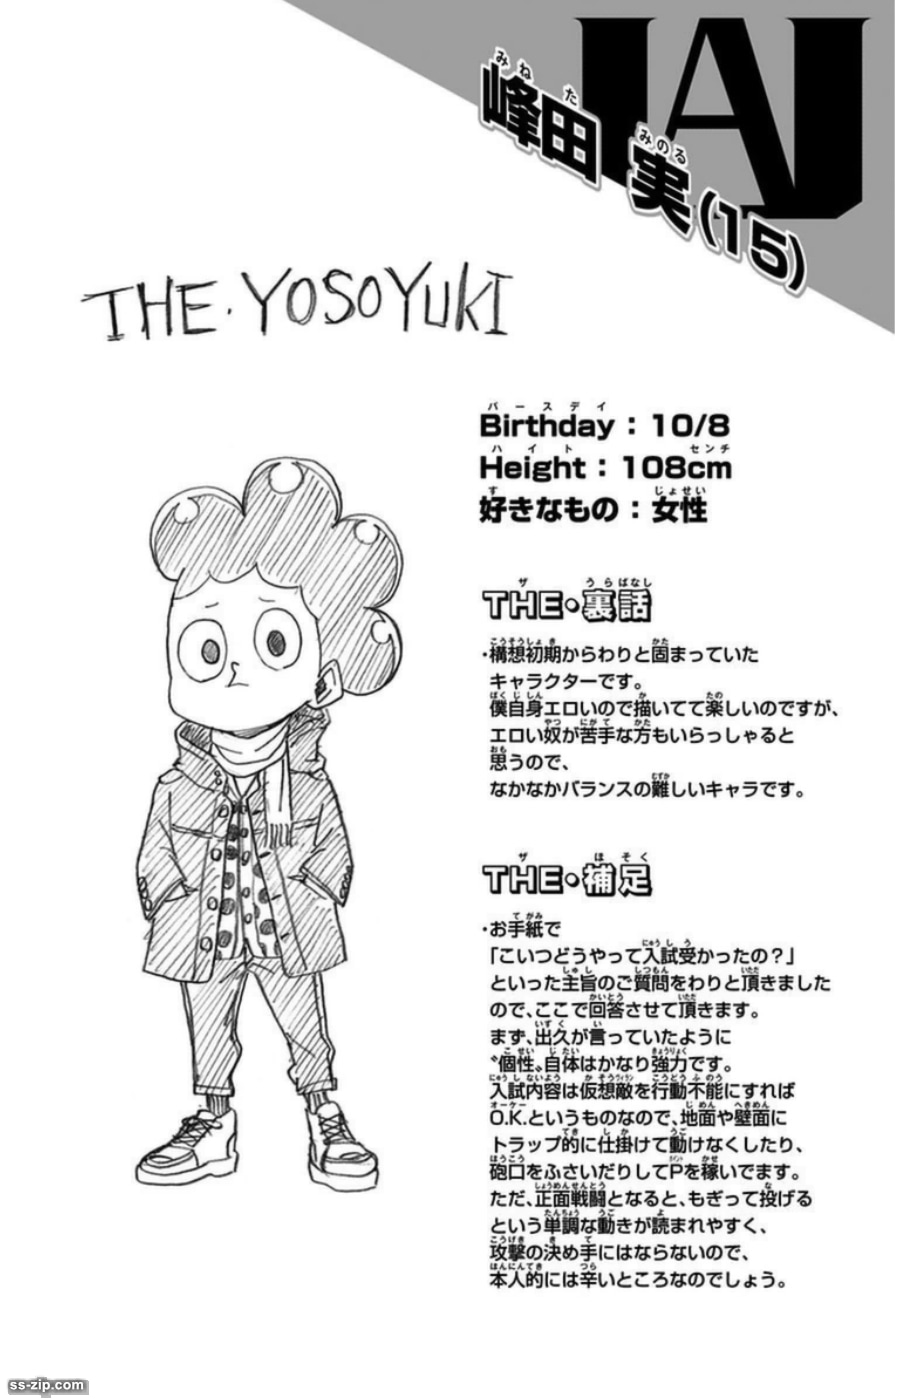 UA
峰田 実(15)
THE・YOSOYUKI
Birthday：10/8
Height：108cm
好きなもの：女性
THE・裏話
・構想初期からわりと固まっていた
キャラクターです。
僕自身エロいので描いてて楽しいのですが、
エロい奴が苦手な方もいらっしゃると
思うので、
なかなかバランスの難しいキャラです。
THE・補足
・お手紙で
「こいつどうやって入試受かったの？」
といった主旨のご質問をわりと頂きました
ので、ここで回答させて頂きます。
まず、出久が言っていたように
〝個性〟自体はかなり強力です。
入試内容は仮想敵を行動不能にすれば
O.K.というものなので、地面や壁面に
トラップ的に仕掛けて動けなくしたり、
砲口をふさいだりしてPを稼いでます。
ただ、正面戦闘となると、もぎって投げる
という単調な動きが読まれやすく、
攻撃の決め手にはならないので、
本人的には辛いところなのでしょう。
ss-zip.com